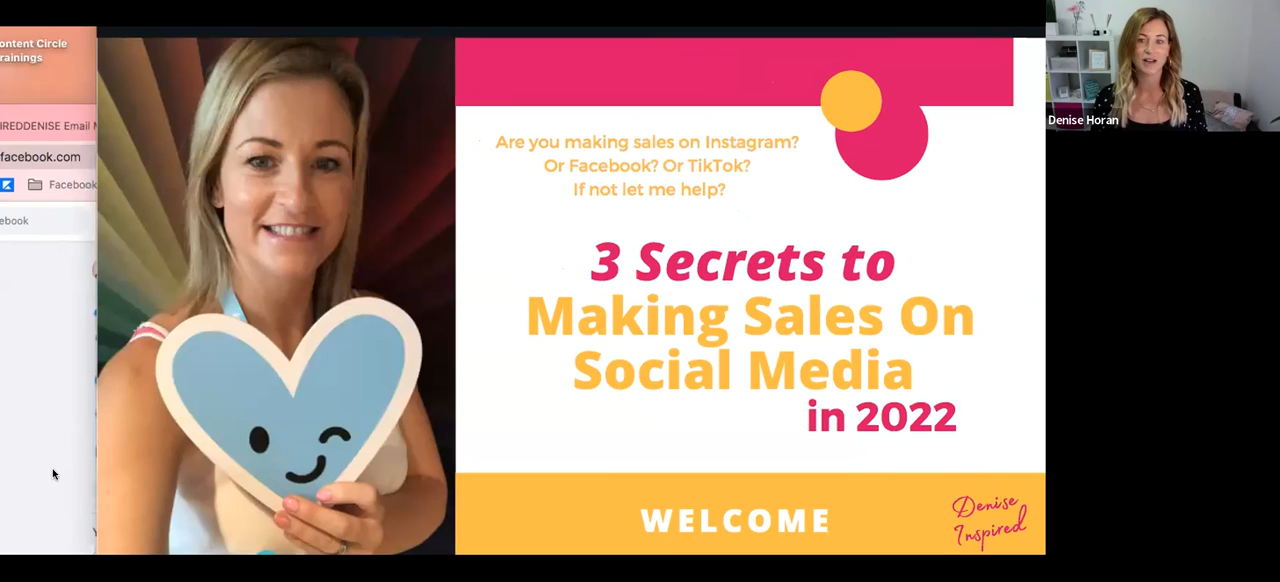 ontent Circle
rainings
IREDDENISE Email M
facebook.com
Facebook
ebook
Are you making sales on Instagram?
Or Facebook? Or TikTok?
If not let me help?
3 Secrets to
Making Sales On
Social Media
in 2022
WELCOME
Denise
Inspired
Denise Horan